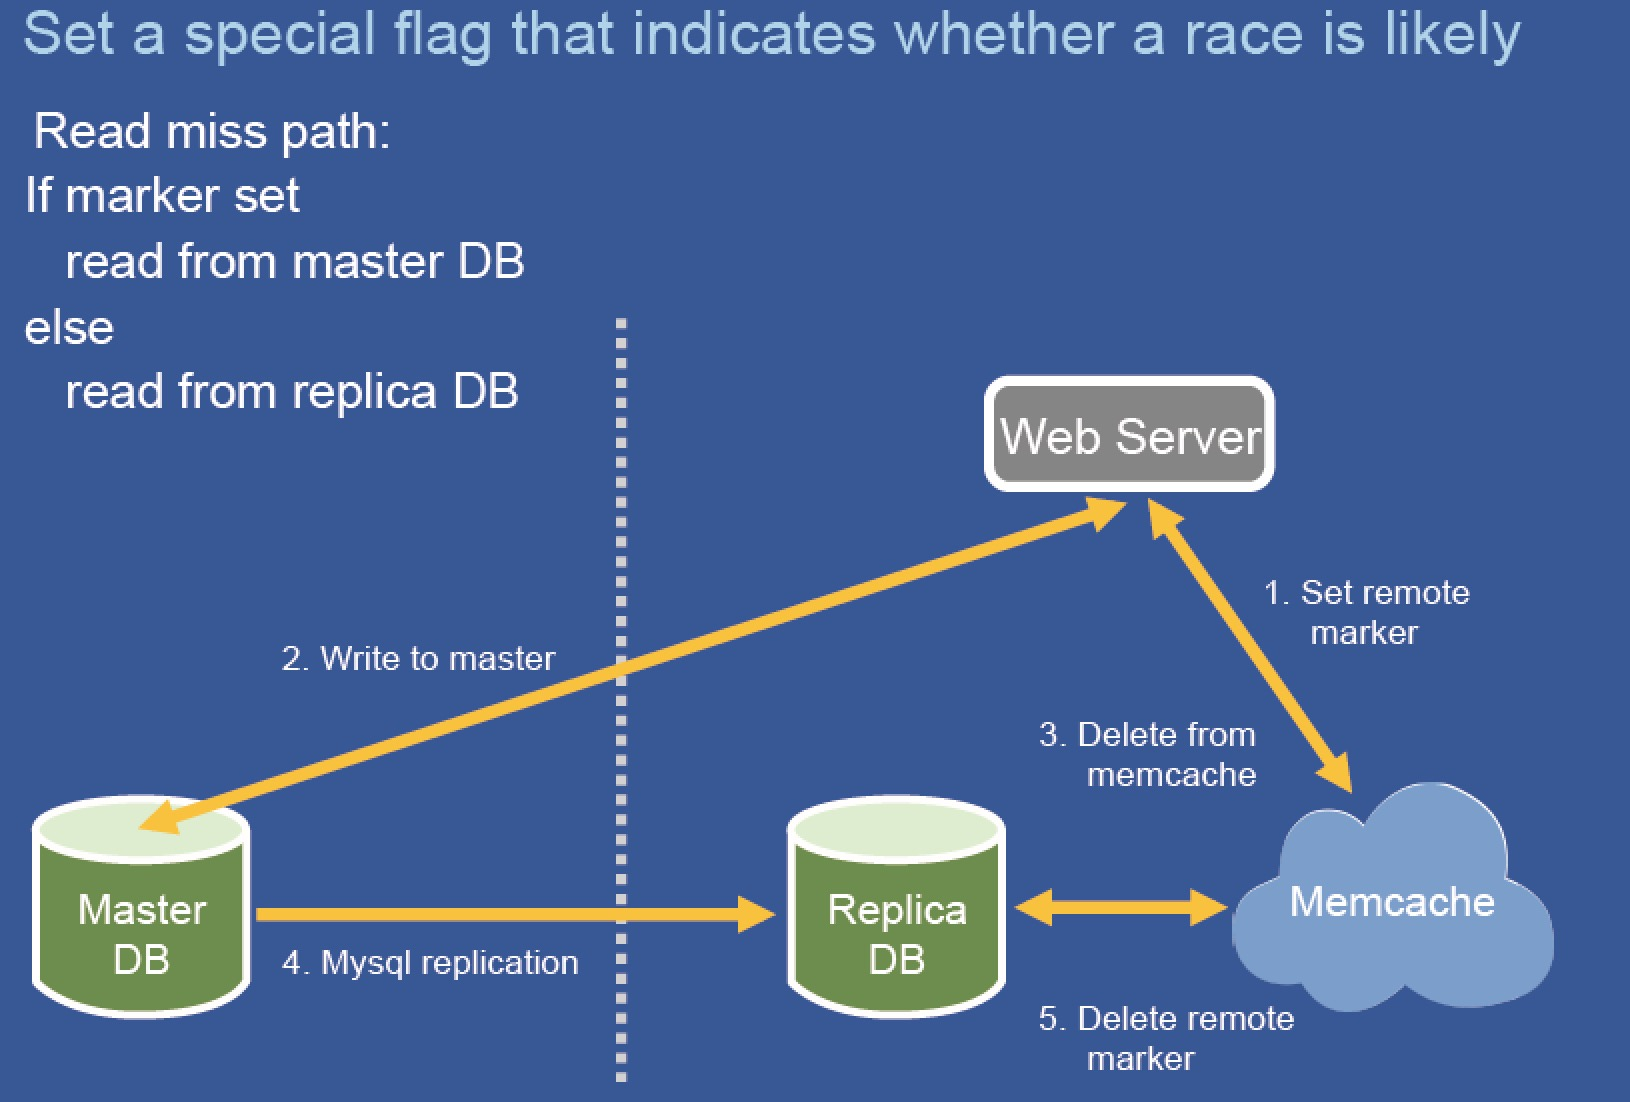 Set a special flag that indicates whether a race is likely
Read miss path:
If marker set
read from master DB
else
read from replica DB
Web Server
1. Set remote
marker
2. Write to master
3. Delete from
memcache
Master
DB
Replica
DB
Memcache
4. Mysql replication
5. Delete remote
marker